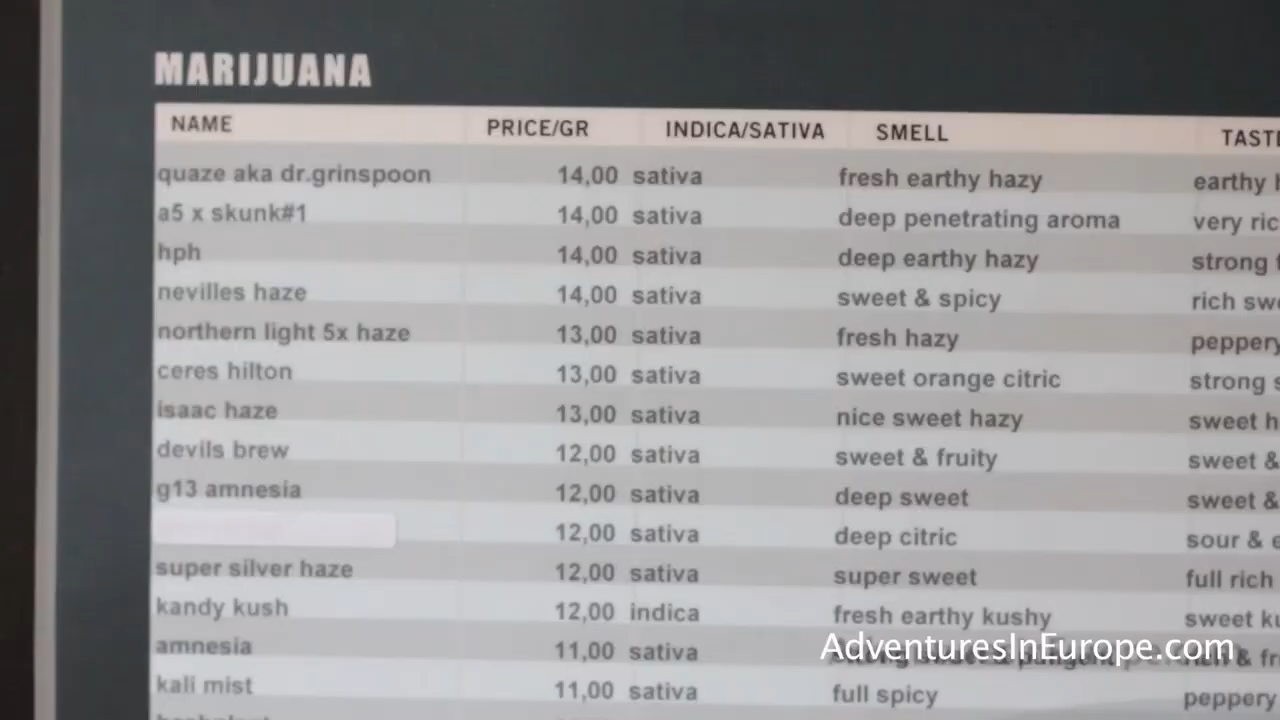 MARIJUANA
NAME PRICE/GR INDICA/SATIVA SMELL
quaze aka dr.grinspoon 14,00 sativa fresh earthy hazy earthy
a5 x skunk#1 14,00 sativa deep penetrating aroma very
hph 14,00 sativa deep earthy hazy strong
nevilles haze 14,00 sativa sweet & spicy rich
northern light 5x haze 13,00 sativa fresh hazy peppery
ceres hilton 13,00 sativa sweet orange citric strong
isaac haze 13,00 sativa nice sweet hazy sweet
devils brew 12,00 sativa sweet & fruity sweet &
g13 amnesia 12,00 sativa deep sweet sweet &
12,00 sativa deep citric sour &
super silver haze 12,00 sativa super sweet full rich
kandy kush 12,00 indica fresh earthy kushy sweet
amnesia 11,00 sativa &
AdventuresInEurope.com
kali mist 11,00 sativa full spicy peppery